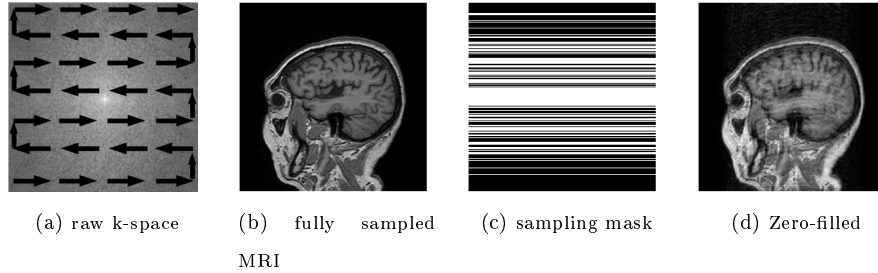 (a) raw k-space
(b) fully sampled
MRI
(c) sampling mask
(d) Zero-filled